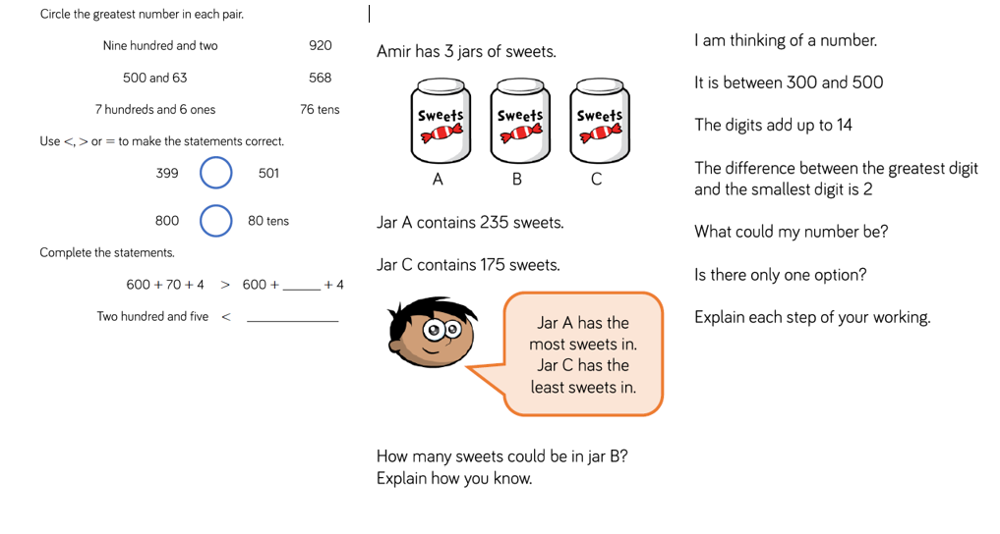 Circle the greatest number in each pair.
Nine hundred and two 920
500 and 63 568
7 hundreds and 6 ones 76 tens
Use <, > or = to make the statements correct.
399 501
800 80 tens
Complete the statements.
600 + 70 + 4 > 600 + _____ + 4
Two hundred and five < ____________
Amir has 3 jars of sweets.
Sweets Sweets Sweets
A B C
Jar A contains 235 sweets.
Jar C contains 175 sweets.
Jar A has the
most sweets in.
Jar C has the
least sweets in.
How many sweets could be in jar B?
Explain how you know.
I am thinking of a number.
It is between 300 and 500
The digits add up to 14
The difference between the greatest digit
and the smallest digit is 2
What could my number be?
Is there only one option?
Explain each step of your working.